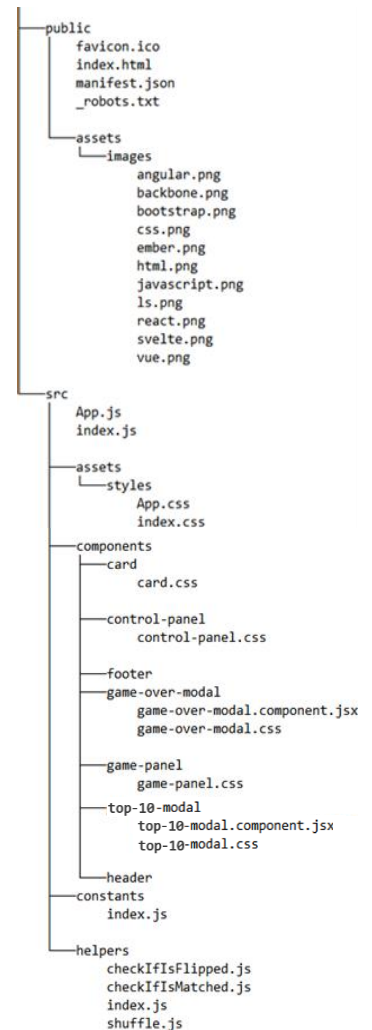 public
favicon.ico
index.html
manifest.json
_robots.txt
assets
images
angular.png
backbone.png
bootstrap.png
css.png
ember.png
html.png
javascript.png
ls.png
react.png
svelte.png
vue.png
src
App.js
index.js
assets
styles
App.css
index.css
components
card
card.css
control-panel
control-panel.css
footer
game-over-modal
game-over-modal.component.jsx
game-over-modal.css
game-panel
game-panel.css
top-10-modal
top-10-modal.component.jsx
top-10-modal.css
header
constants
index.js
helpers
checkIfIsFlipped.js
checkIfIsMatched.js
index.js
shuffle.js